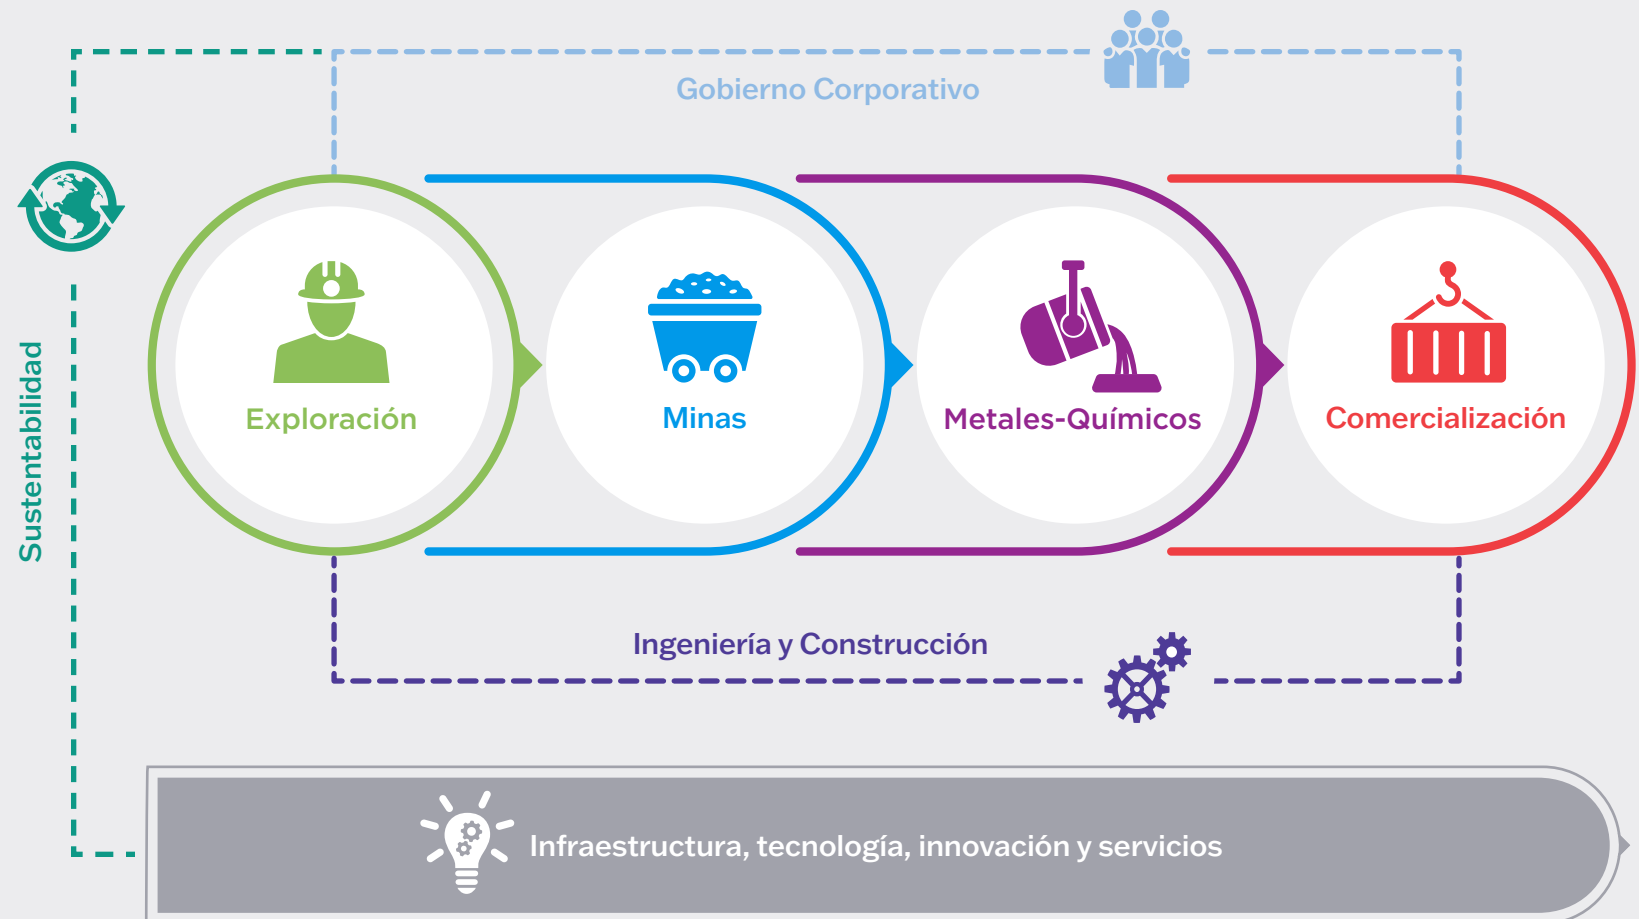 Gobierno Corporativo
Sustentabilidad
Exploración
Minas
Metales-Químicos
Comercialización
Ingeniería y Construcción
Infraestructura, tecnología, innovación y servicios